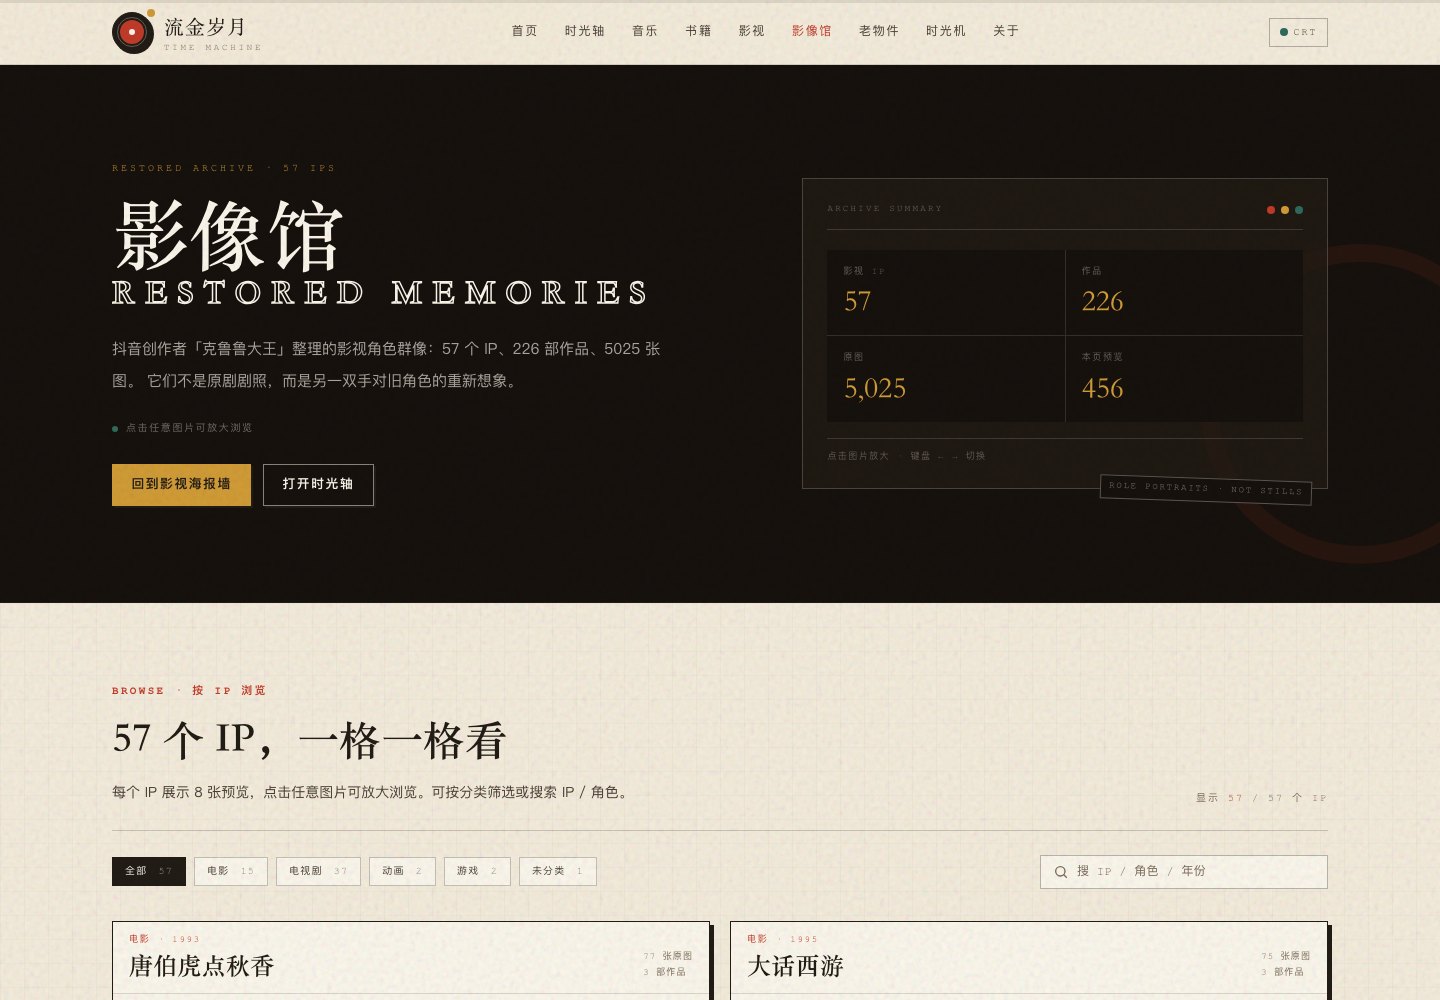 流金岁月
TIME MACHINE
首页 时光轴 音乐 书籍 影视 影像馆 老物件 时光机 关于
CRT
RESTORED ARCHIVE · 57 IPS
影像馆
RESTORED MEMORIES
抖音创作者「克鲁鲁大王」整理的影视角色群像：57 个 IP、226 部作品、5025 张
图。 它们不是原剧剧照，而是另一双手对旧角色的重新想象。
点击任意图片可放大浏览
回到影视海报墙 打开时光轴
ARCHIVE SUMMARY
影视 IP
57
作品
226
原图
5,025
本页预览
456
点击图片放大 · 键盘 ← → 切换
ROLE PORTRAITS · NOT STILLS
BROWSE · 按 IP 浏览
57 个 IP，一格一格看
每个 IP 展示 8 张预览，点击任意图片可放大浏览。可按分类筛选或搜索 IP / 角色。
显示 57 / 57 个 IP
全部 57 电影 15 电视剧 37 动画 2 游戏 2 未分类 1
搜 IP / 角色 / 年份
电影 · 1993
唐伯虎点秋香
77 张原图
3 部作品
电影 · 1995
大话西游
75 张原图
3 部作品